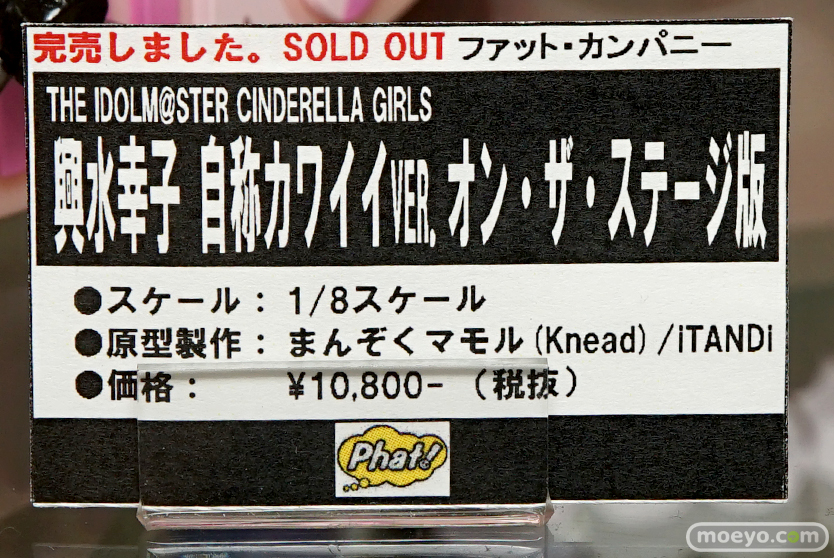 完売しました。SOLD OUT ファット・カンパニー
THE IDOLM@STER CINDERELLA GIRLS
輿水幸子 自称カワイイVER. オン・ザ・ステージ版
●スケール： 1/8スケール
●原型製作： まんぞくマモル(Knead)/iTANDi
●価格： ¥10,800-（税抜）
Phat!
moeyo.com